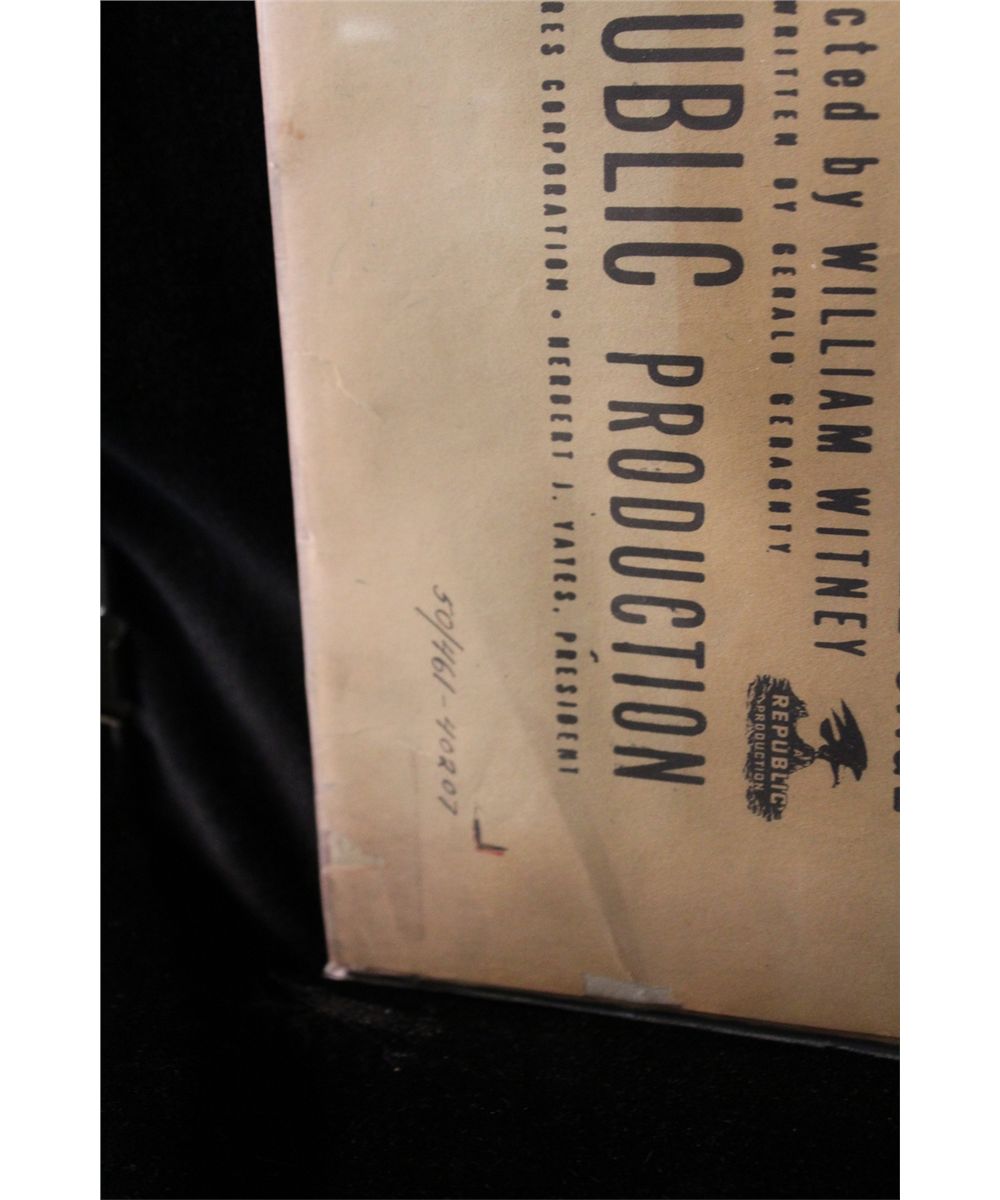 cted by WILLIAM WITNEY
WRITTEN BY GERALD GERAGHTY
REPUBLIC
A
PRODUCTION
UBLIC PRODUCTION
RES CORPORATION • HERBERT J. YATES, PRESIDENT
50/461-40207